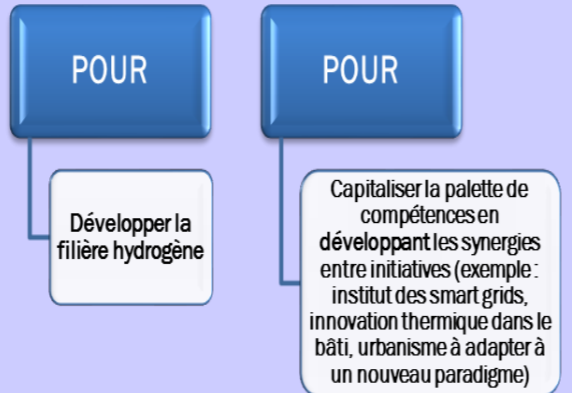 POUR
Développer la
filière hydrogène
POUR
Capitaliser la palette de
compétences en
développant les synergies
entre initiatives (exemple :
institut des smart grids,
innovation thermique dans le
bâti, urbanisme à adapter à
un nouveau paradigme)